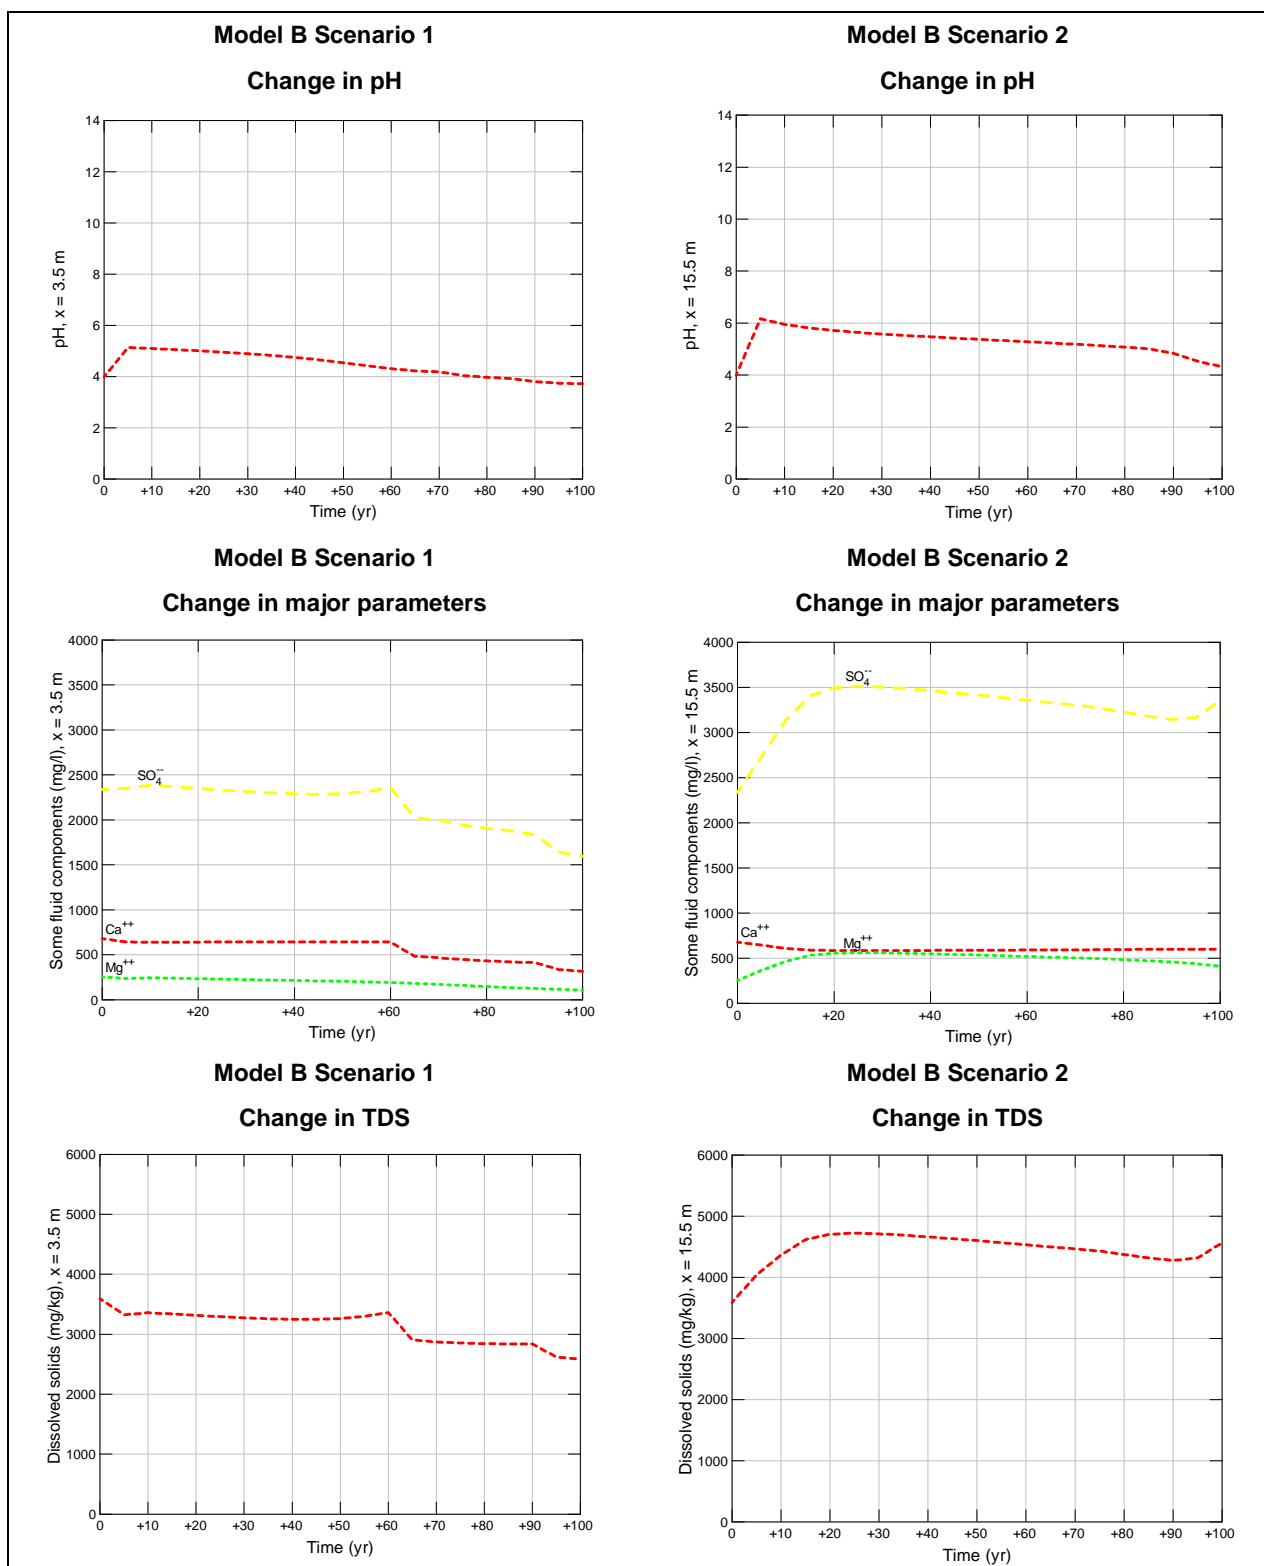 Model B Scenario 1
Change in pH
14
12
10
8
6
4
2
0
pH, x = 3.5 m
0 +10 +20 +30 +40 +50 +60 +70 +80 +90 +100
Time (yr)
Model B Scenario 2
Change in pH
14
12
10
8
6
4
2
0
pH, x = 15.5 m
0 +10 +20 +30 +40 +50 +60 +70 +80 +90 +100
Time (yr)
Model B Scenario 1
Change in major parameters
4000
3500
3000
2500
2000
1500
1000
500
0
Some fluid components (mg/l), x = 3.5 m
SO4--
Ca++
Mg++
0 +20 +40 +60 +80 +100
Time (yr)
Model B Scenario 2
Change in major parameters
4000
3500
3000
2500
2000
1500
1000
500
0
Some fluid components (mg/l), x = 15.5 m
SO4--
Ca++
Mg++
0 +20 +40 +60 +80 +100
Time (yr)
Model B Scenario 1
Change in TDS
6000
5000
4000
3000
2000
1000
0
Dissolved solids (mg/kg), x = 3.5 m
0 +10 +20 +30 +40 +50 +60 +70 +80 +90 +100
Time (yr)
Model B Scenario 2
Change in TDS
6000
5000
4000
3000
2000
1000
0
Dissolved solids (mg/kg), x = 15.5 m
0 +10 +20 +30 +40 +50 +60 +70 +80 +90 +100
Time (yr)